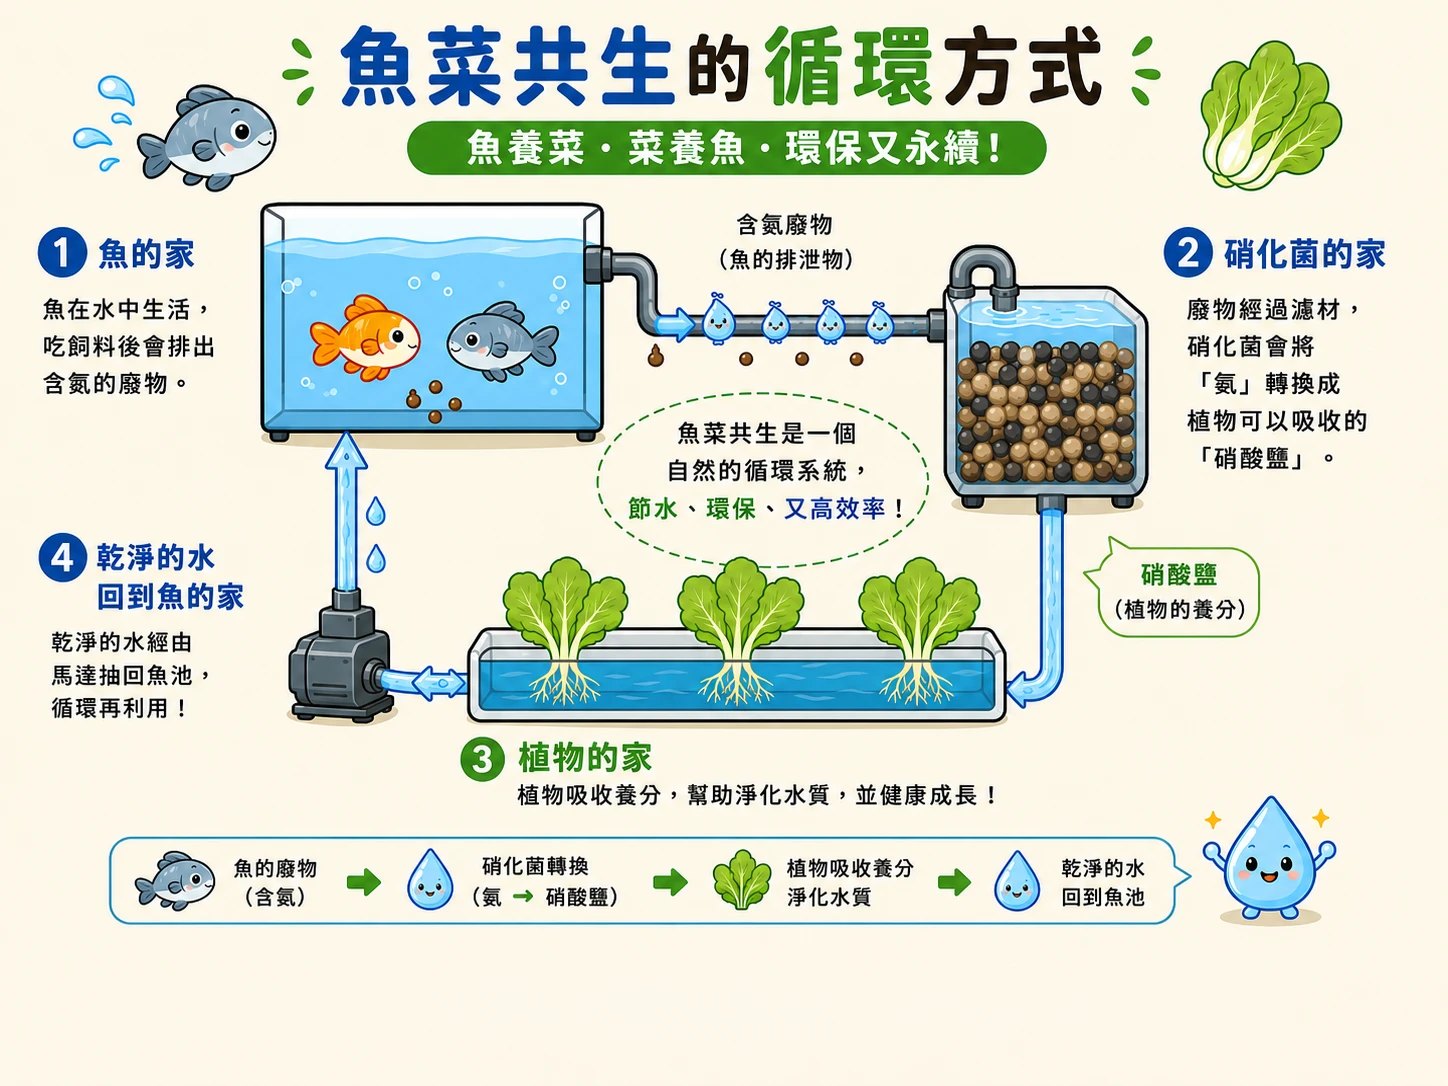 魚菜共生的循環方式
魚養菜・菜養魚・環保又永續！
1 魚的家
魚在水中生活，
吃飼料後會排出
含氮的廢物。
含氮廢物
（魚的排泄物）
2 硝化菌的家
廢物經過濾材，
硝化菌會將
「氨」轉換成
植物可以吸收的
「硝酸鹽」。
魚菜共生是一個
自然的循環系統，
節水、環保、又高效率！
硝酸鹽
（植物的養分）
4 乾淨的水
回到魚的家
乾淨的水經由
馬達抽回魚池，
循環再利用！
3 植物的家
植物吸收養分，幫助淨化水質，並健康成長！
魚的廢物
（含氮）
硝化菌轉換
（氨 → 硝酸鹽）
植物吸收養分
淨化水質
乾淨的水
回到魚池